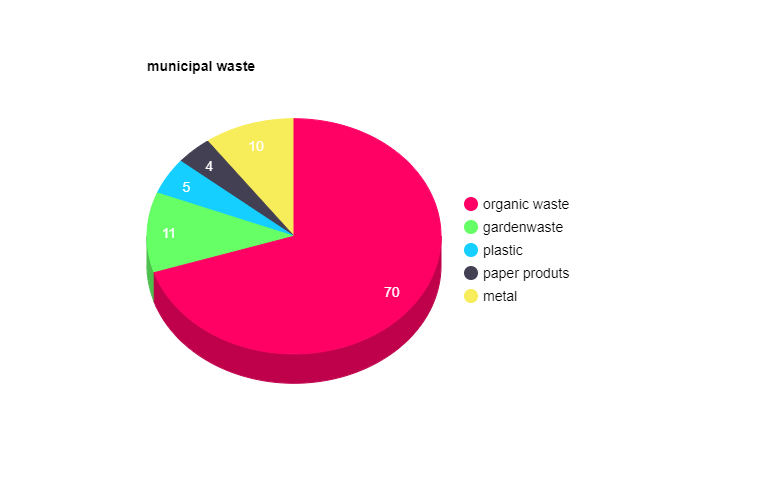 municipal waste
10
4
5
11
70
organic waste
gardenwaste
plastic
paper produts
metal